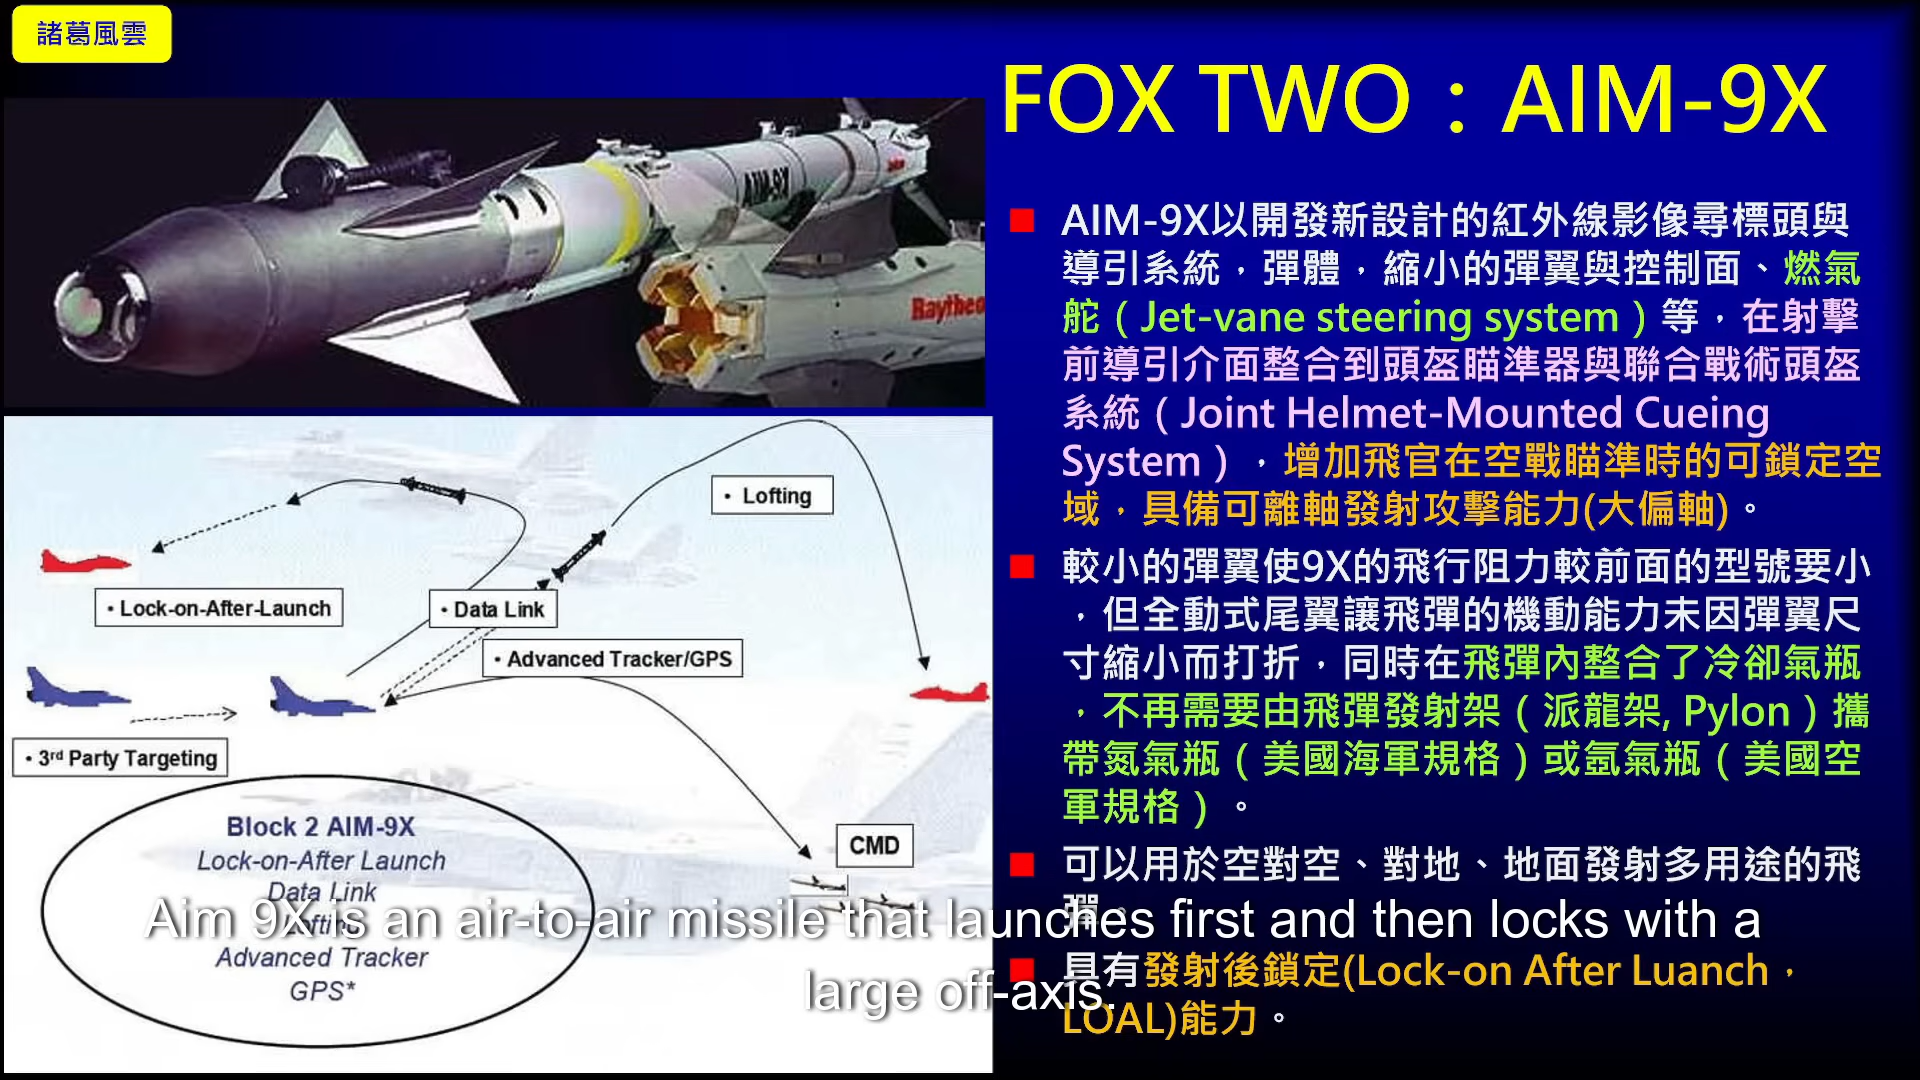 諸葛風雲
FOX TWO：AIM-9X
AIM-9X
Raytheo
AIM-9X以開發新設計的紅外線影像尋標頭與
導引系統，彈體，縮小的彈翼與控制面、燃氣
舵（Jet-vane steering system）等，在射擊
前導引介面整合到頭盔瞄準器與聯合戰術頭盔
系統（Joint Helmet-Mounted Cueing
System），增加飛官在空戰瞄準時的可鎖定空
域，具備可離軸發射攻擊能力(大偏軸)。
較小的彈翼使9X的飛行阻力較前面的型號要小
，但全動式尾翼讓飛彈的機動能力未因彈翼尺
寸縮小而打折，同時在飛彈內整合了冷卻氣瓶
，不再需要由飛彈發射架（派龍架, Pylon）攜
帶氮氣瓶（美國海軍規格）或氬氣瓶（美國空
軍規格）。
可以用於空對空、對地、地面發射多用途的飛
彈。
具有發射後鎖定(Lock-on After Luanch，
LOAL)能力。
• Lofting
• Lock-on-After-Launch
• Data Link
• Advanced Tracker/GPS
• 3rd Party Targeting
CMD
Block 2 AIM-9X
Lock-on-After Launch
Data Link
Lofting
Advanced Tracker
GPS*
Aim 9X is an air-to-air missile that launches first and then locks with a
large off-axis.